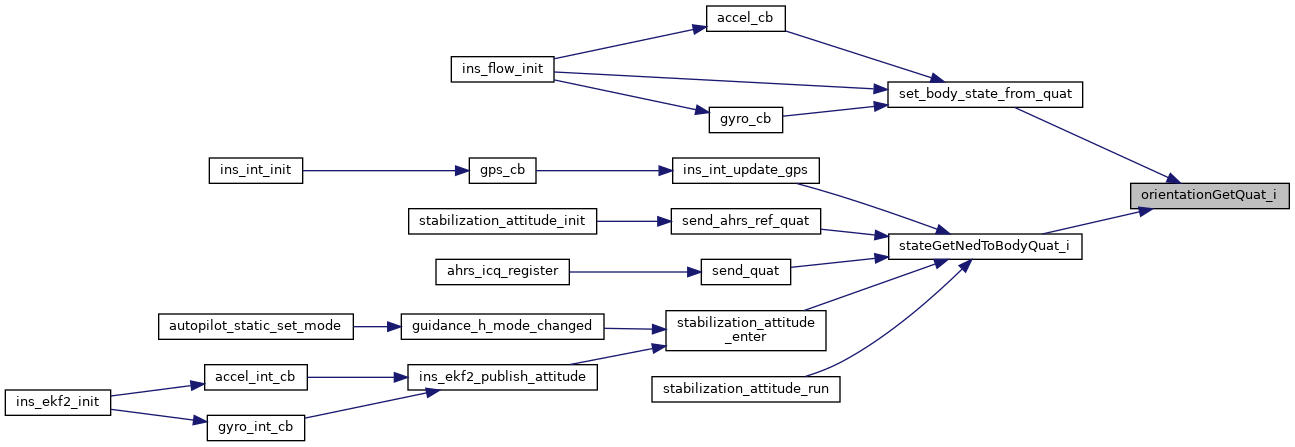 accel_cb
ins_flow_init
set_body_state_from_quat
gyro_cb
ins_int_init
gps_cb
ins_int_update_gps
orientationGetQuat_i
stabilization_attitude_init
send_ahrs_ref_quat
stateGetNedToBodyQuat_i
ahrs_icq_register
send_quat
autopilot_static_set_mode
guidance_h_mode_changed
stabilization_attitude
_enter
accel_int_cb
ins_ekf2_publish_attitude
stabilization_attitude_run
ins_ekf2_init
gyro_int_cb